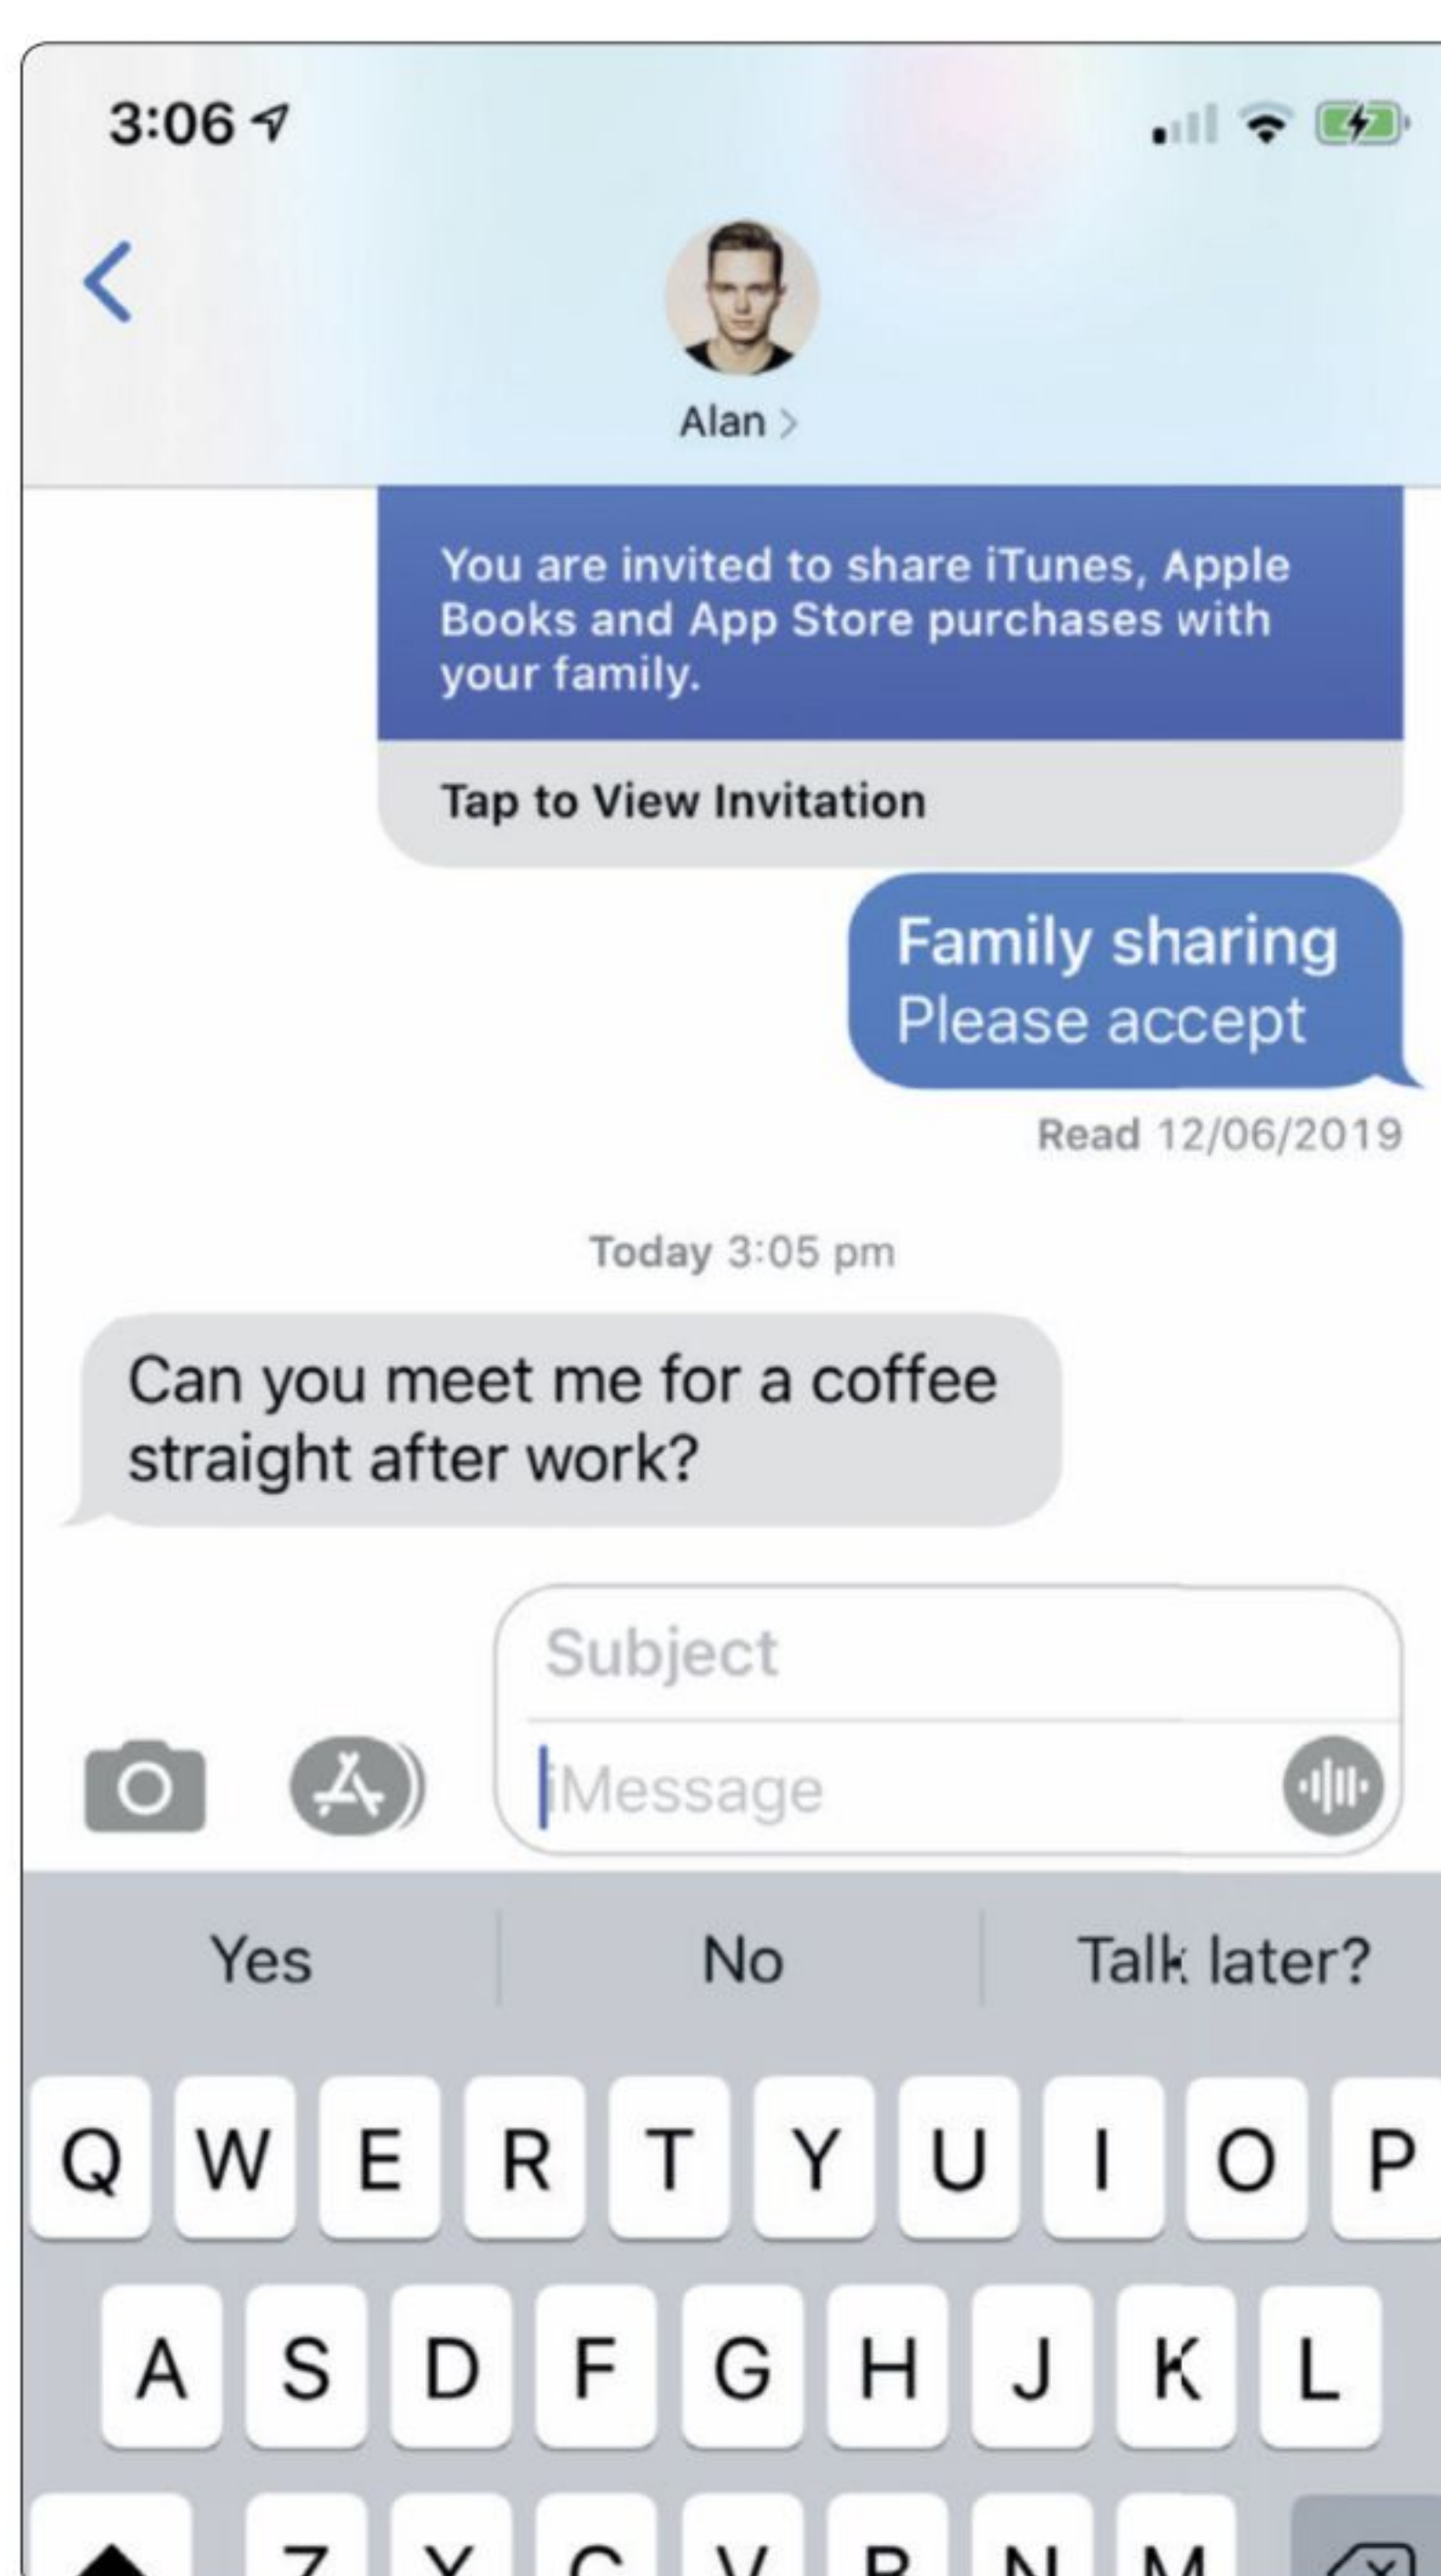 3:06
Alan >
You are invited to share iTunes, Apple
Books and App Store purchases with
your family.
Tap to View Invitation
Family sharing
Please accept
Read 12/06/2019
Today 3:05 pm
Can you meet me for a coffee
straight after work?
Subject
iMessage
Yes No Talk later?
Q W E R T Y U I O P
A S D F G H J K L
Z X C V B N M